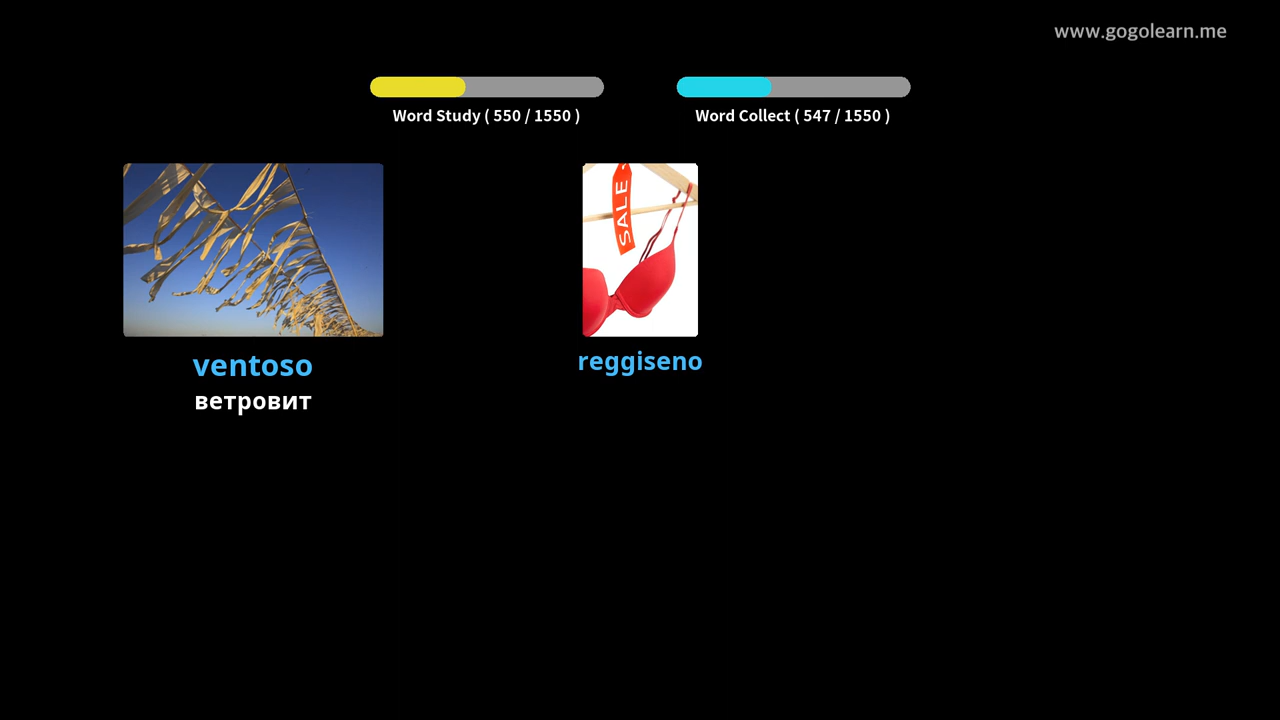 www.gogolearn.me
Word Study ( 550 / 1550 )
Word Collect ( 547 / 1550 )
SALE
ventoso
ветровит
reggiseno